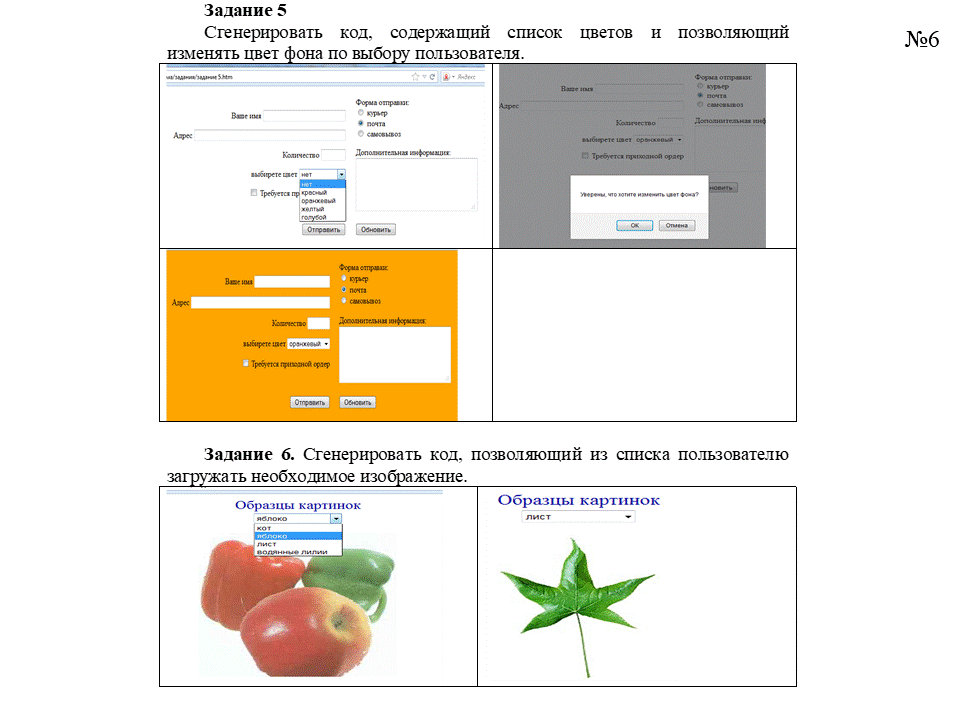 Задание 5
№6
Сгенерировать код, содержащий список цветов и позволяющий
изменять цвет фона по выбору пользователя.
ма/задания/задание 5.htm
Яндекс
Форма отправки:
Ваше имя
курьер
почта
Адрес
самовывоз
Количество
Дополнительная информация:
выбирете цвет нет
нет
красный
оранжевый
желтый
голубой
Требуется пр
Отправить
Обновить
Форма отправки:
Ваше имя
курьер
почта
Адрес
самовывоз
Количество
Дополнительная инф
выбирете цвет оранжевый
Требуется приходной ордер
Уверены, что хотите изменить цвет фона?
новить
ОК
Отмена
Форма отправки:
Ваше имя
курьер
почта
Адрес
самовывоз
Количество
Дополнительная информация:
выбирете цвет оранжевый
Требуется приходной ордер
Отправить
Обновить
Задание 6. Сгенерировать код, позволяющий из списка пользователю
загружать необходимое изображение.
Образцы картинок
яблоко
кот
яблоко
лист
водянные лилии
Образцы картинок
лист